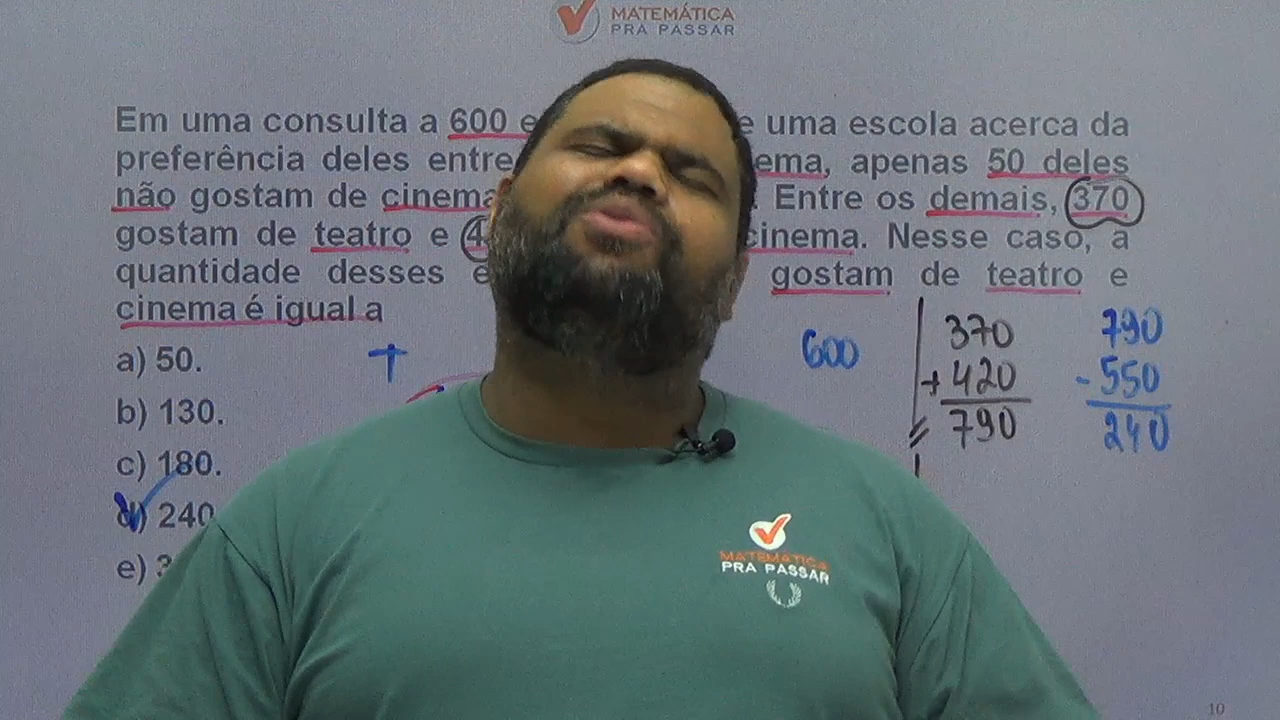 MATEMÁTICA
PRA PASSAR
Em uma consulta a 600 e uma escola acerca da
preferência deles entre ema, apenas 50 deles
não gostam de cinema Entre os demais, 370
gostam de teatro e 4 cinema. Nesse caso, a
quantidade desses e gostam de teatro e
cinema é igual a
a) 50.
b) 130.
c) 180.
d) 240
e) 3
T
600
370
+ 420
790
790
- 550
240
MATEMÁTICA
PRA PASSAR
10